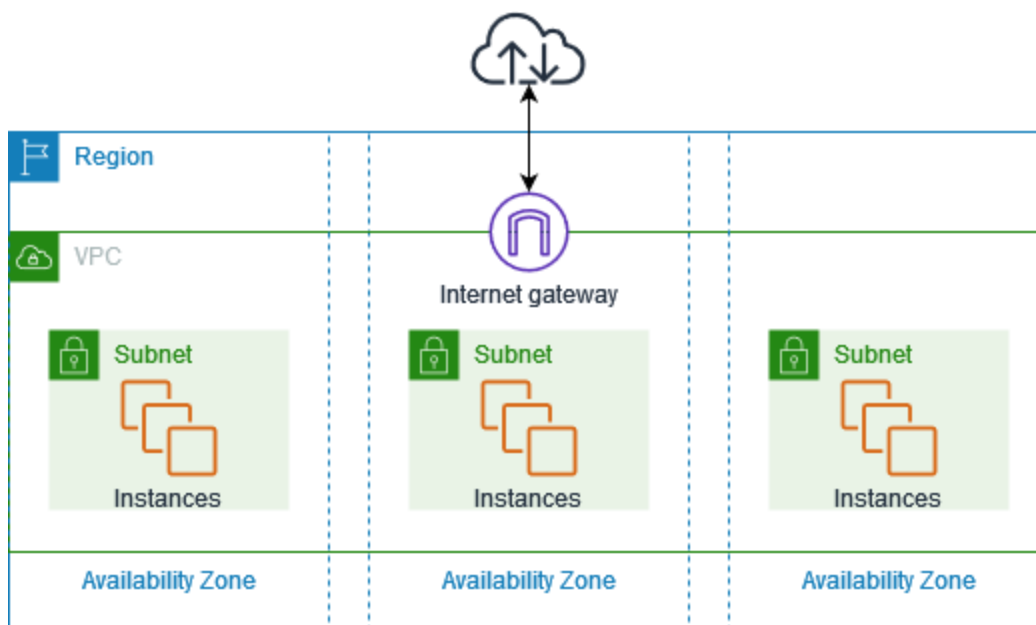 Region
VPC
Internet gateway
Subnet
Instances
Subnet
Instances
Subnet
Instances
Availability Zone
Availability Zone
Availability Zone